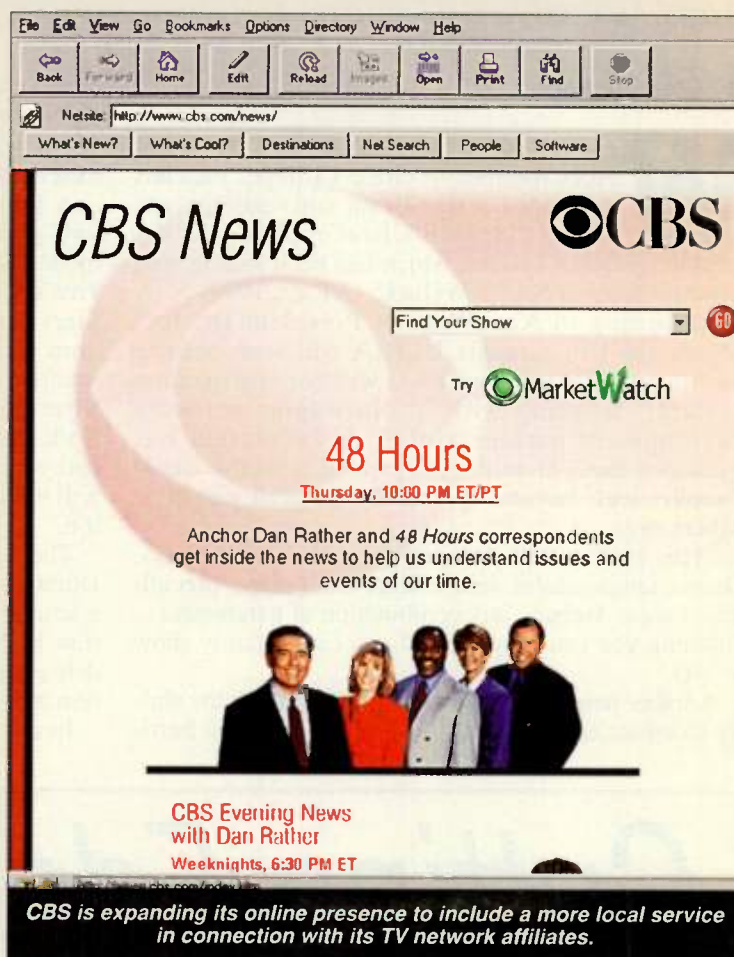 File Edit View Go Bookmarks Options Directory Window Help
Back Forward Home Edit Reload Images Open Print Find Stop
Netsite: http://www.cbs.com/news/
What's New? What's Cool? Destinations Net Search People Software
CBS News
CBS
Find Your Show GO
Try MarketWatch
48 Hours
Thursday, 10:00 PM ET/PT
Anchor Dan Rather and 48 Hours correspondents
get inside the news to help us understand issues and
events of our time.
CBS Evening News
with Dan Rather
Weeknights, 6:30 PM ET
CBS is expanding its online presence to include a more local service
in connection with its TV network affiliates.